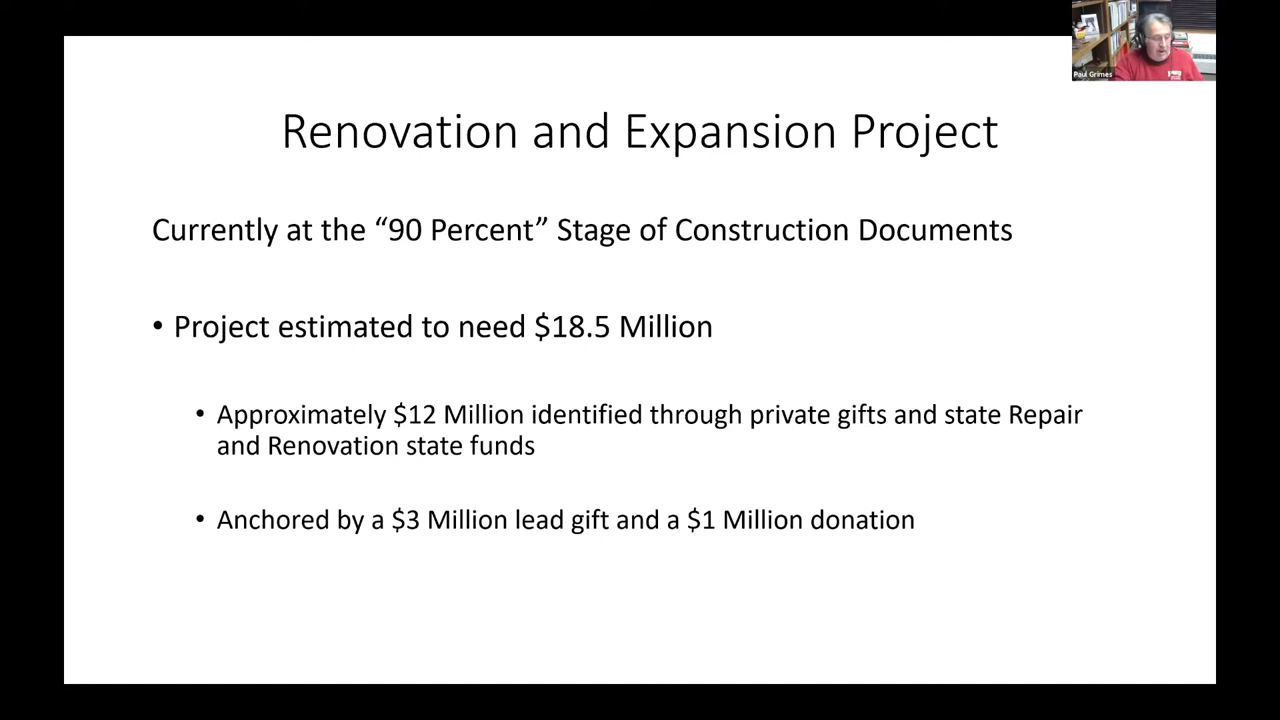 Paul Grimes
Renovation and Expansion Project
Currently at the “90 Percent” Stage of Construction Documents
• Project estimated to need $18.5 Million
• Approximately $12 Million identified through private gifts and state Repair
and Renovation state funds
• Anchored by a $3 Million lead gift and a $1 Million donation